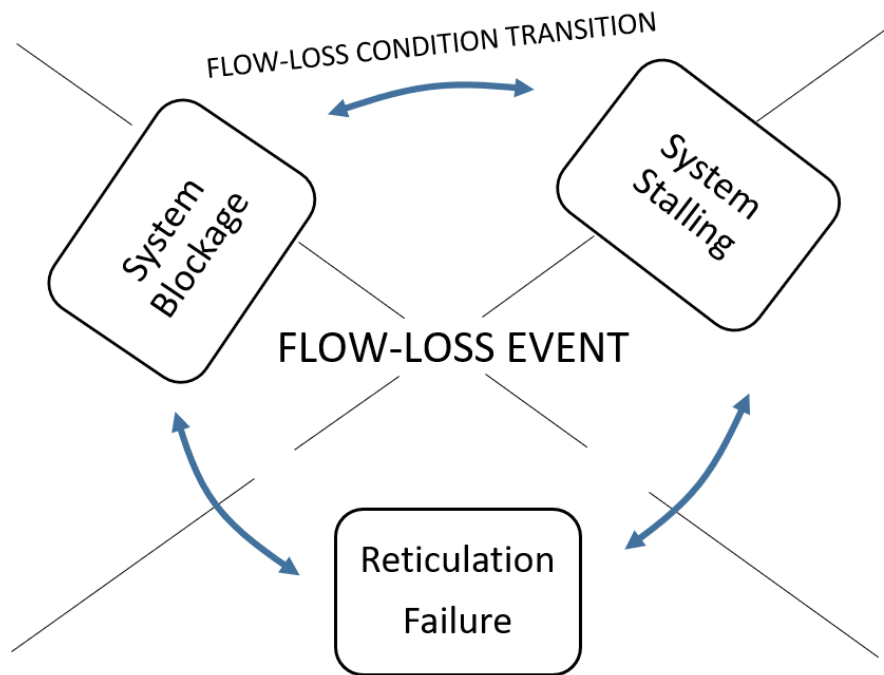 FLOW-LOSS CONDITION TRANSITION
System
Blockage
System
Stalling
FLOW-LOSS EVENT
Reticulation
Failure